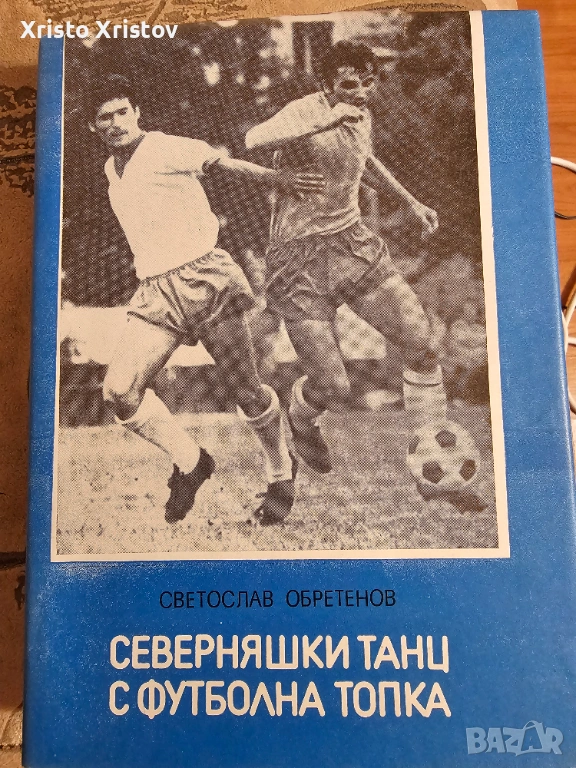 Xristo Xristov
СВЕТОСЛАВ ОБРЕТЕНОВ
СЕВЕРНЯШКИ ТАНЦ
С ФУТБОЛНА ТОПКА
BAZAR